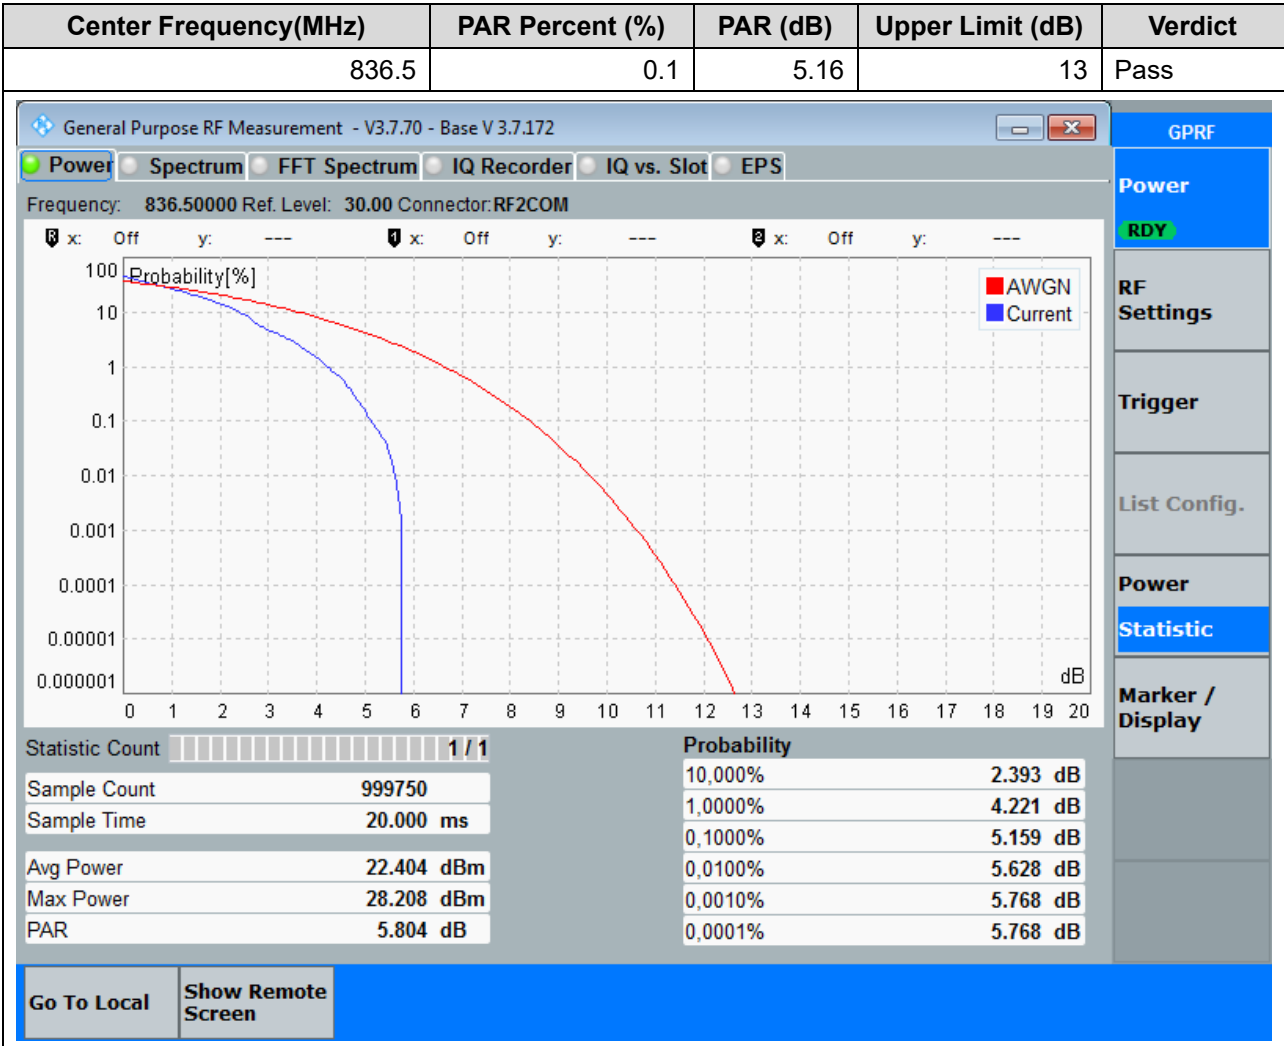 Center Frequency(MHz) PAR Percent (%) PAR (dB) Upper Limit (dB) Verdict
836.5 0.1 5.16 13 Pass
General Purpose RF Measurement - V3.7.70 - Base V 3.7.172
GPRF
Power Spectrum FFT Spectrum IQ Recorder IQ vs. Slot EPS
Frequency: 836.50000 Ref. Level: 30.00 Connector: RF2COM
R x: Off y: --- 1 x: Off y: --- 2 x: Off y: ---
Probability[%]
AWGN
Current
100
10
1
0.1
0.01
0.001
0.0001
0.00001
0.000001
dB
0 1 2 3 4 5 6 7 8 9 10 11 12 13 14 15 16 17 18 19 20
Statistic Count 1 / 1
Sample Count 999750
Sample Time 20.000 ms
Avg Power 22.404 dBm
Max Power 28.208 dBm
PAR 5.804 dB
Probability
10,000% 2.393 dB
1,0000% 4.221 dB
0,1000% 5.159 dB
0,0100% 5.628 dB
0,0010% 5.768 dB
0,0001% 5.768 dB
Power
RDY
RF
Settings
Trigger
List Config.
Power
Statistic
Marker /
Display
Go To Local
Show Remote
Screen